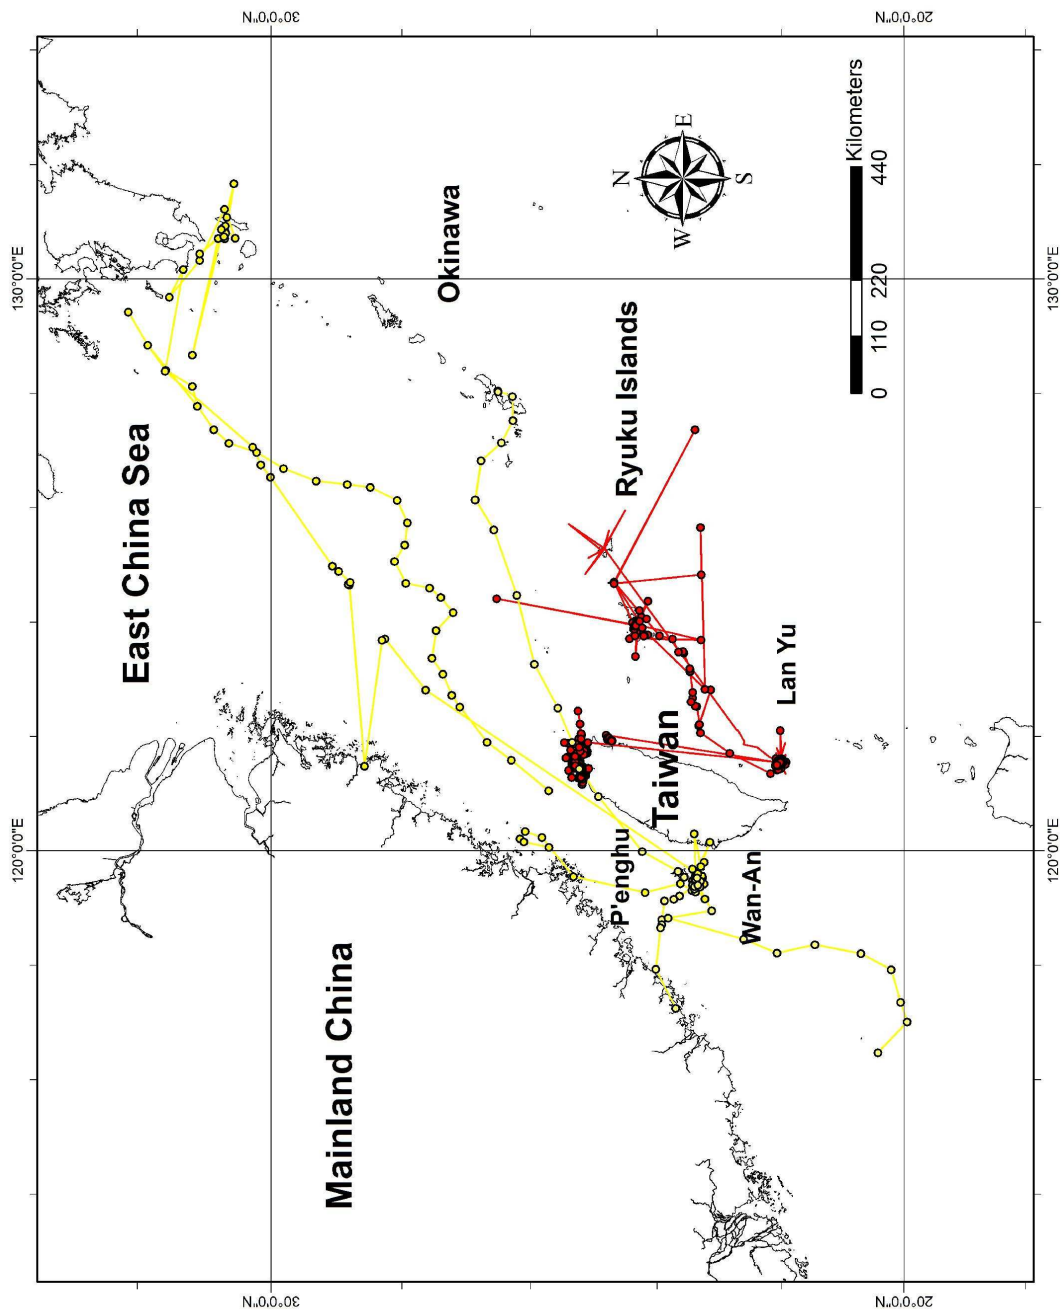 120°0'0"E 130°0'0"E
East China Sea
30°0'0"N 30°0'0"N
Mainland China
Okinawa
P'enghu
Ryuku Islands
N
Taiwan
W E
S
Wan-An
Lan Yu
Kilometers
0 110 220 440
20°0'0"N 20°0'0"N
120°0'0"E 130°0'0"E